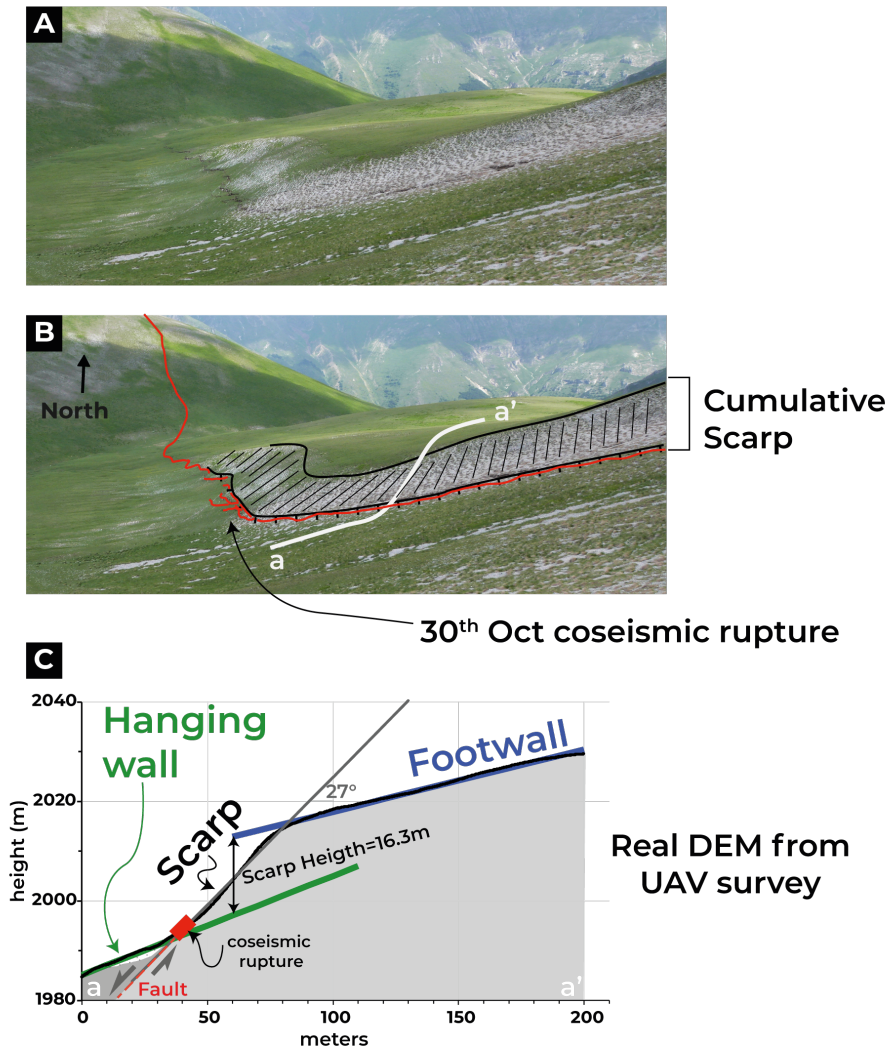 A
B
North
a'
a
Cumulative
Scarp
30th Oct coseismic rupture
C
2040
2020
2000
1980
height (m)
Hanging
wall
Footwall
27°
Scarp
Scarp Heigth=16.3m
coseismic
rupture
Fault
a
a'
0
50
100
150
200
meters
Real DEM from
UAV survey